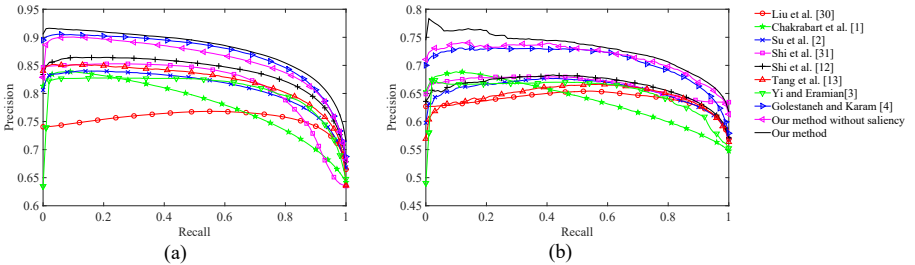 0.95
0.9
0.85
0.8
0.75
0.7
0.65
0.6
Precision
0 0.2 0.4 0.6 0.8 1
Recall
(a)
0.8
0.75
0.7
0.65
0.6
0.55
0.5
0.45
Precision
0 0.2 0.4 0.6 0.8 1
Recall
(b)
Liu et al. [30]
Chakrabart et al. [1]
Su et al. [2]
Shi et al. [31]
Shi et al. [12]
Tang et al. [13]
Yi and Eramian[3]
Golestaneh and Karam [4]
Our method without saliency
Our method